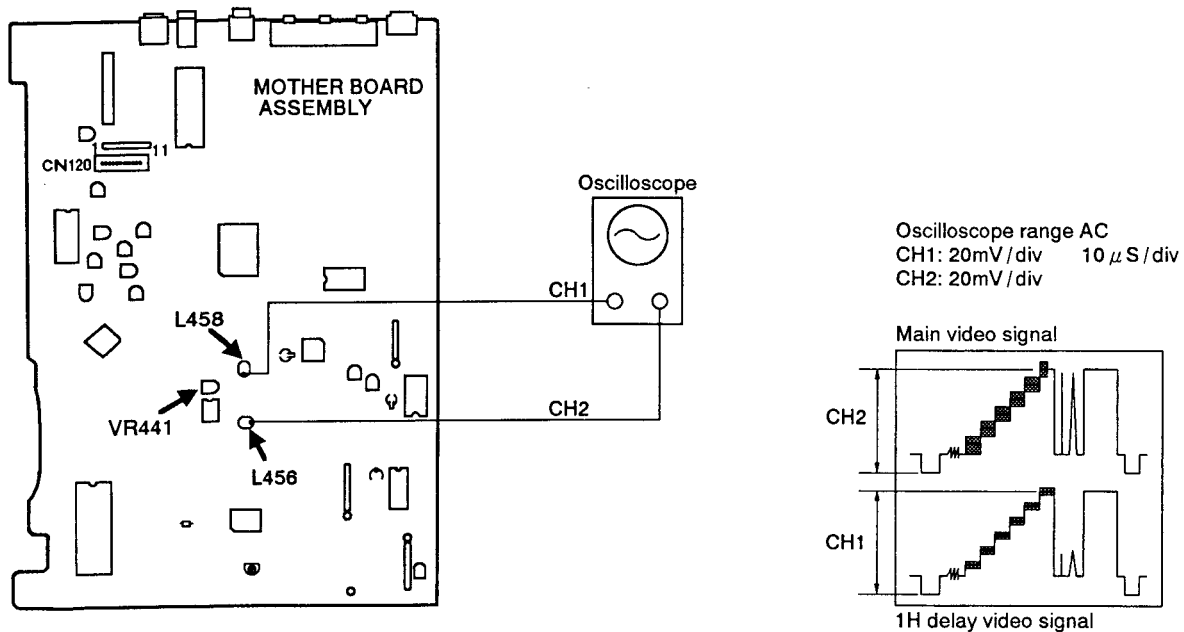 MOTHER BOARD
ASSEMBLY
1 11
CN120
Oscilloscope
CH1
L458
CH2
VR441
L456
Oscilloscope range AC
CH1: 20mV/div 10 μS/div
CH2: 20mV/div
Main video signal
CH2
CH1
1H delay video signal